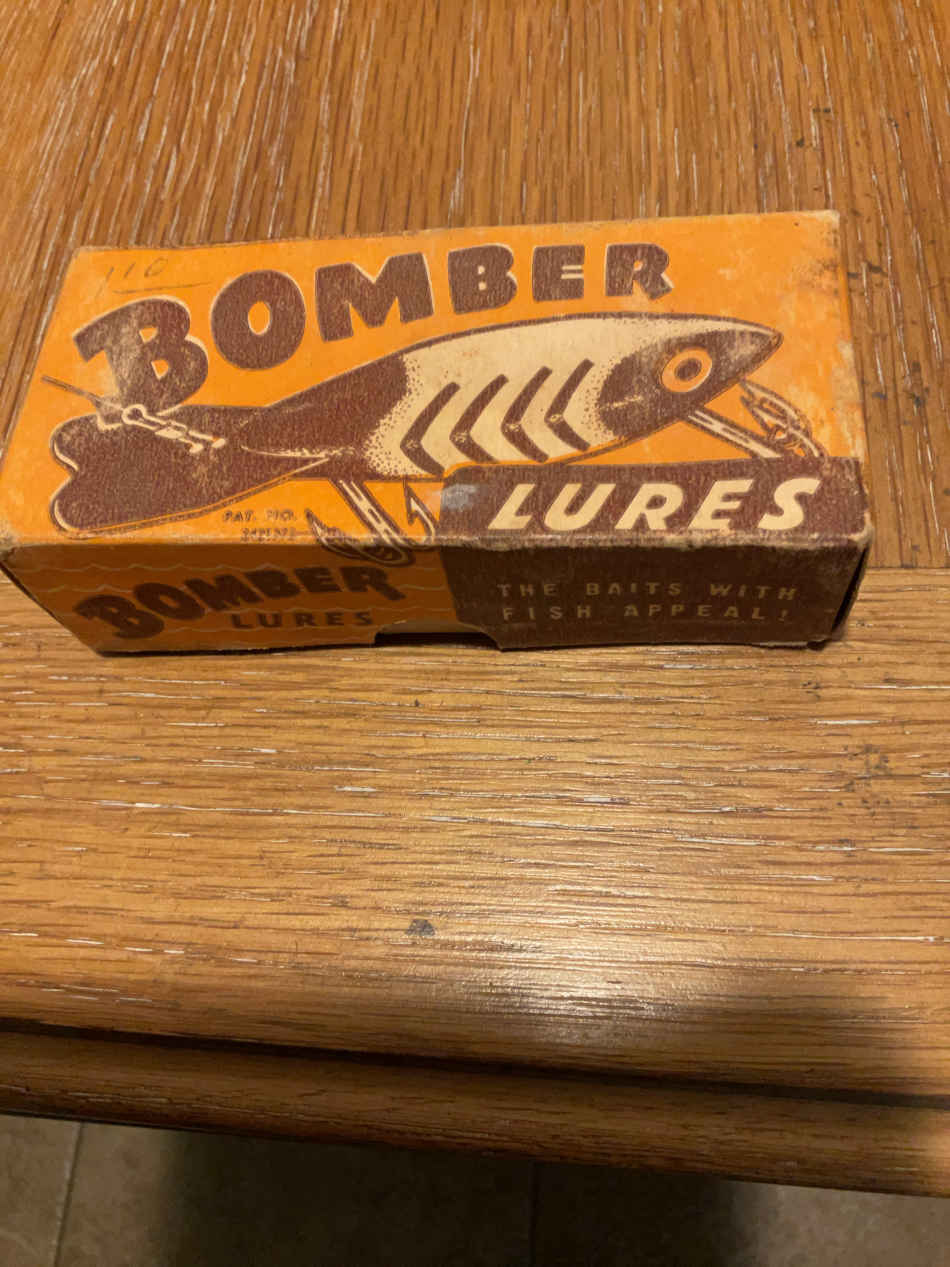 110
BOMBER
LURES
PAT. NO.
BOMBER
LURES
THE BAITS WITH
FISH APPEAL!